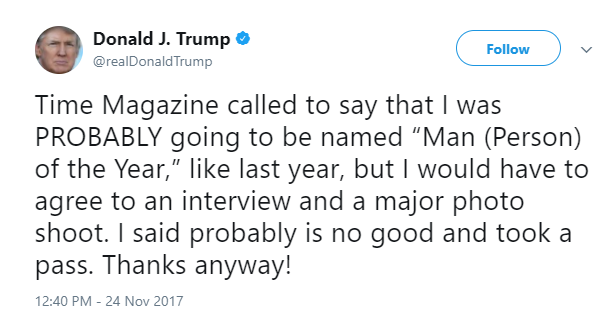 Donald J. Trump
@realDonaldTrump
Follow
Time Magazine called to say that I was
PROBABLY going to be named “Man (Person)
of the Year,” like last year, but I would have to
agree to an interview and a major photo
shoot. I said probably is no good and took a
pass. Thanks anyway!
12:40 PM - 24 Nov 2017